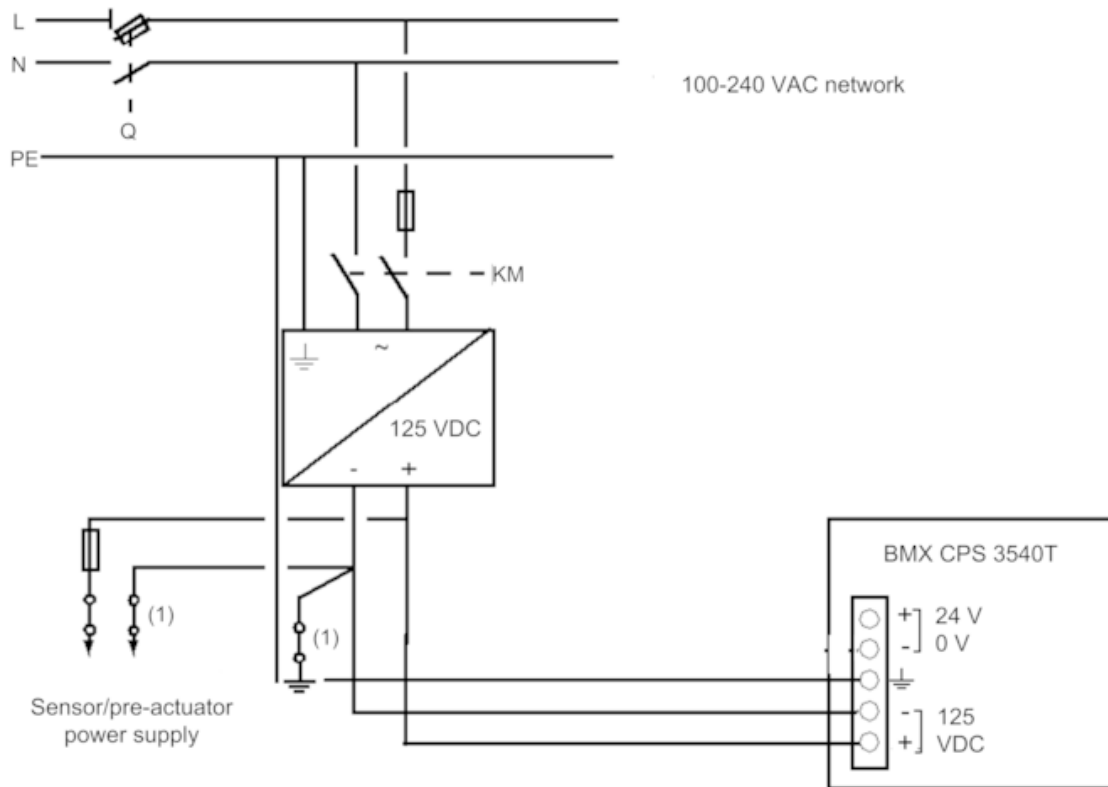 L
N
100-240 VAC network
Q
PE
KM
~
125 VDC
- +
BMX CPS 3540T
+ 24 V
- 0 V
(1)
(1)
- 125
+ VDC
Sensor/pre-actuator
power supply